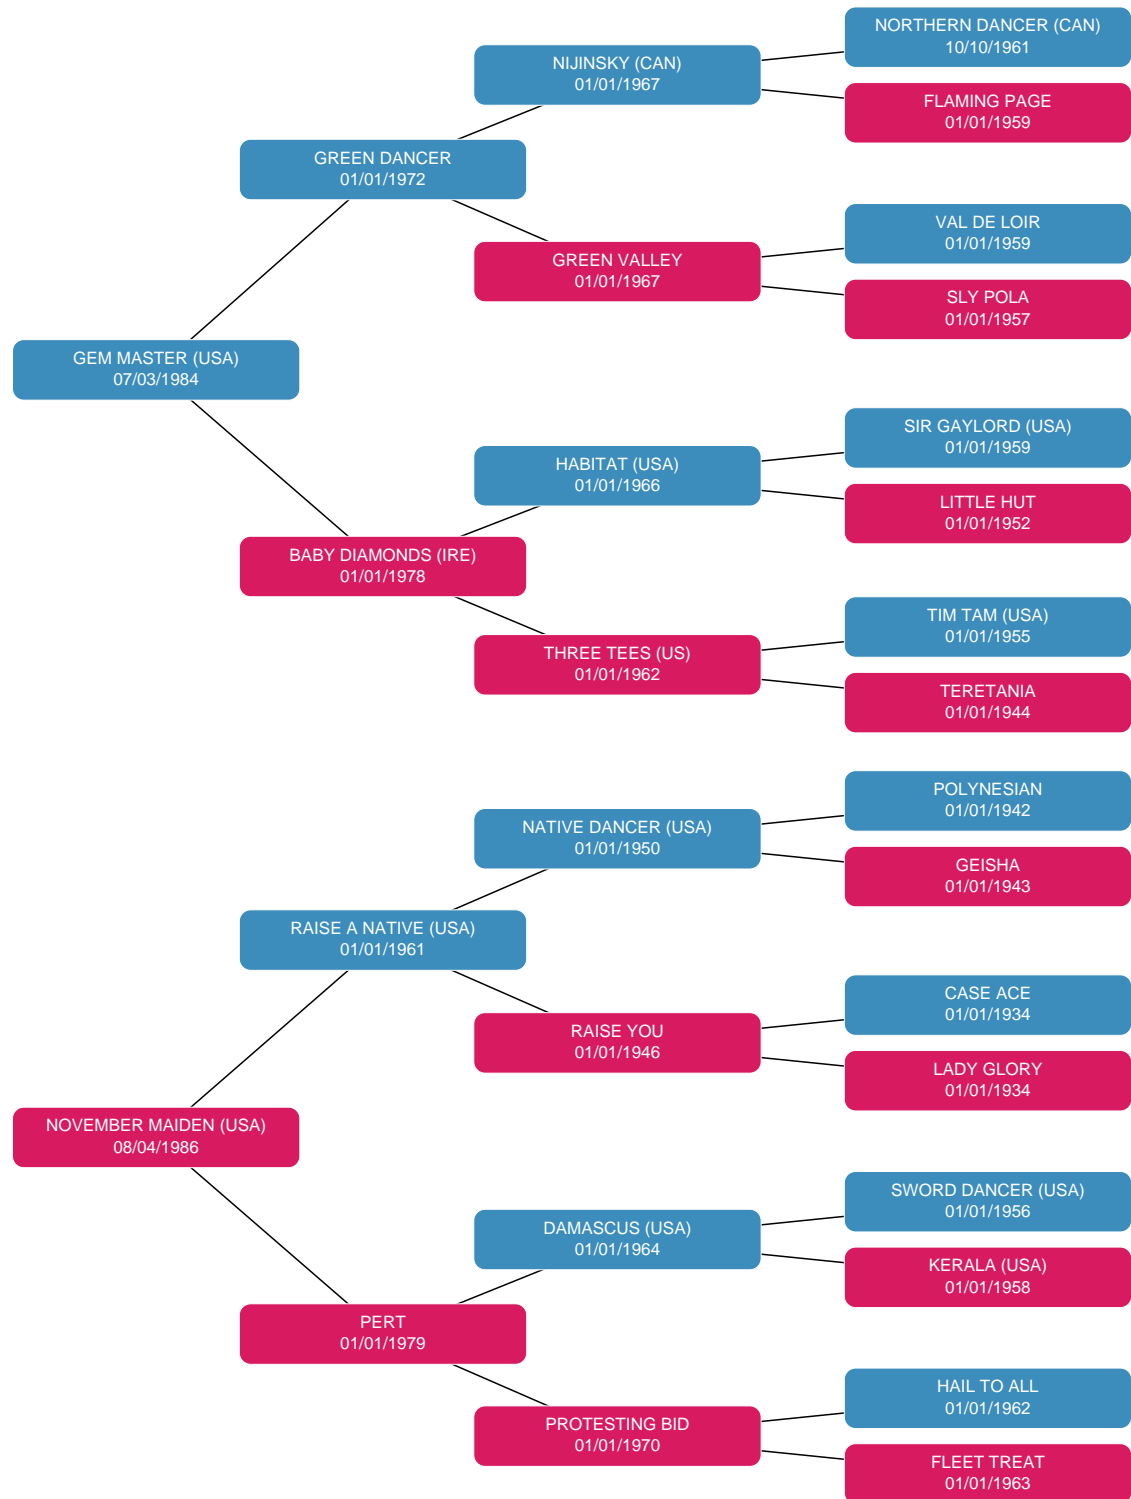 NORTHERN DANCER (CAN)
10/10/1961
NIJINSKY (CAN)
01/01/1967
FLAMING PAGE
01/01/1959
GREEN DANCER
01/01/1972
VAL DE LOIR
01/01/1959
GREEN VALLEY
01/01/1967
SLY POLA
01/01/1957
GEM MASTER (USA)
07/03/1984
SIR GAYLORD (USA)
01/01/1959
HABITAT (USA)
01/01/1966
LITTLE HUT
01/01/1952
BABY DIAMONDS (IRE)
01/01/1978
TIM TAM (USA)
01/01/1955
THREE TEES (US)
01/01/1962
TERETANIA
01/01/1944
POLYNESIAN
01/01/1942
NATIVE DANCER (USA)
01/01/1950
GEISHA
01/01/1943
RAISE A NATIVE (USA)
01/01/1961
CASE ACE
01/01/1934
RAISE YOU
01/01/1946
LADY GLORY
01/01/1934
NOVEMBER MAIDEN (USA)
08/04/1986
SWORD DANCER (USA)
01/01/1956
DAMASCUS (USA)
01/01/1964
KERALA (USA)
01/01/1958
PERT
01/01/1979
HAIL TO ALL
01/01/1962
PROTESTING BID
01/01/1970
FLEET TREAT
01/01/1963